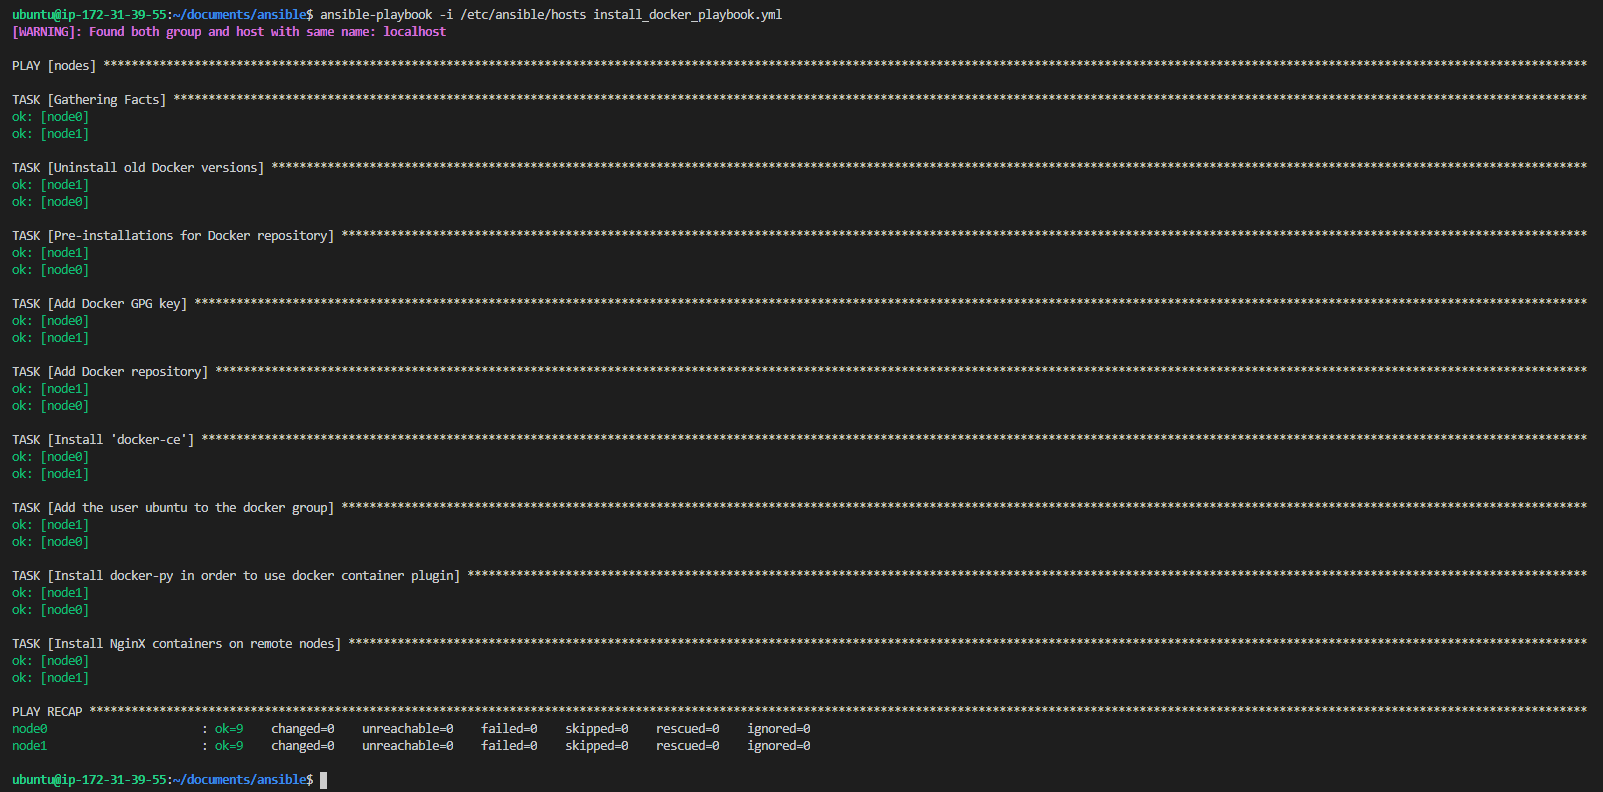 ubuntu@ip-172-31-39-55:~/documents/ansible$ ansible-playbook -i /etc/ansible/hosts install_docker_playbook.yml
[WARNING]: Found both group and host with same name: localhost
PLAY [nodes] ****************************************************************
TASK [Gathering Facts] ****************************************************************
ok: [node0]
ok: [node1]
TASK [Uninstall old Docker versions] ****************************************************************
ok: [node1]
ok: [node0]
TASK [Pre-installations for Docker repository] ****************************************************************
ok: [node1]
ok: [node0]
TASK [Add Docker GPG key] ****************************************************************
ok: [node0]
ok: [node1]
TASK [Add Docker repository] ****************************************************************
ok: [node1]
ok: [node0]
TASK [Install 'docker-ce'] ****************************************************************
ok: [node0]
ok: [node1]
TASK [Add the user ubuntu to the docker group] ****************************************************************
ok: [node1]
ok: [node0]
TASK [Install docker-py in order to use docker container plugin] ****************************************************************
ok: [node1]
ok: [node0]
TASK [Install NginX containers on remote nodes] ****************************************************************
ok: [node0]
ok: [node1]
PLAY RECAP ****************************************************************
node0                      : ok=9    changed=0    unreachable=0    failed=0    skipped=0    rescued=0    ignored=0
node1                      : ok=9    changed=0    unreachable=0    failed=0    skipped=0    rescued=0    ignored=0
ubuntu@ip-172-31-39-55:~/documents/ansible$